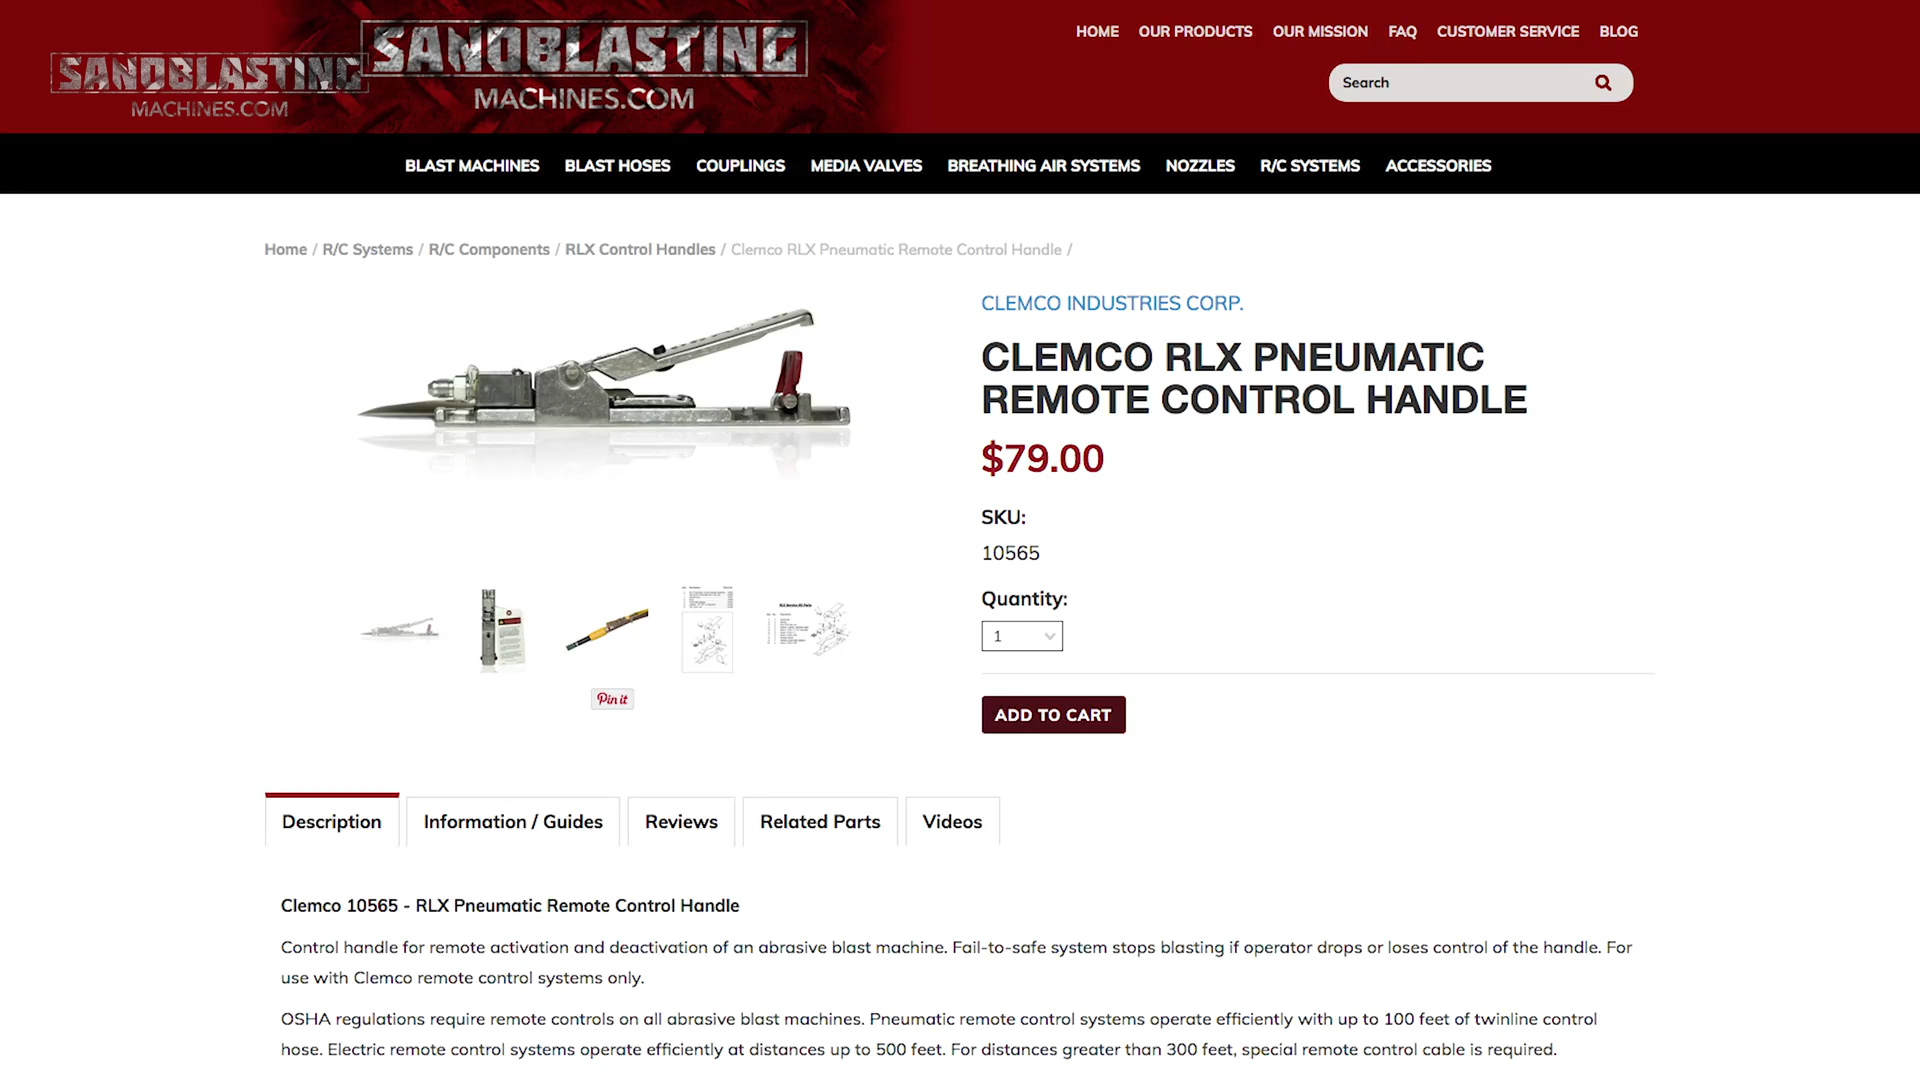 SANDBLASTING
MACHINES.COM
SANDBLASTING
MACHINES.COM
HOME OUR PRODUCTS OUR MISSION FAQ CUSTOMER SERVICE BLOG
Search
BLAST MACHINES BLAST HOSES COUPLINGS MEDIA VALVES BREATHING AIR SYSTEMS NOZZLES R/C SYSTEMS ACCESSORIES
Home / R/C Systems / R/C Components / RLX Control Handles / Clemco RLX Pneumatic Remote Control Handle /
CLEMCO INDUSTRIES CORP.
CLEMCO RLX PNEUMATIC
REMOTE CONTROL HANDLE
$79.00
SKU:
10565
Quantity:
1
Pin it
ADD TO CART
Description Information / Guides Reviews Related Parts Videos
Clemco 10565 - RLX Pneumatic Remote Control Handle
Control handle for remote activation and deactivation of an abrasive blast machine. Fail-to-safe system stops blasting if operator drops or loses control of the handle. For
use with Clemco remote control systems only.
OSHA regulations require remote controls on all abrasive blast machines. Pneumatic remote control systems operate efficiently with up to 100 feet of twinline control
hose. Electric remote control systems operate efficiently at distances up to 500 feet. For distances greater than 300 feet, special remote control cable is required.